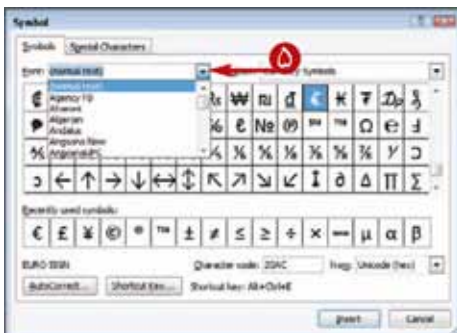 Symbol
Symbols Special Characters
Font: (normal text) Symbols
۵
(normal text)
Agency FB
Aharoni
Algerian
Andalus
Angsana New
AngsanaUPC
₩ ₪ ₫ € ₭ ₮ ₯
℮ №
Ω ℮ Ⅎ
ↄ ← ↑ → ↓ ↔ ↕ ↖ ↗ ↘ ↙ ↨ ∂ ∆ ∏ ∑
Recently used symbols:
€ £ ¥ © ® ™ ± ≠ ≤ ≥ ÷ × ∞ µ α β
EURO SIGN Character code: 20AC from: Unicode (hex)
AutoCorrect... Shortcut Key... Shortcut key: Alt+Ctrl+E
Insert Cancel